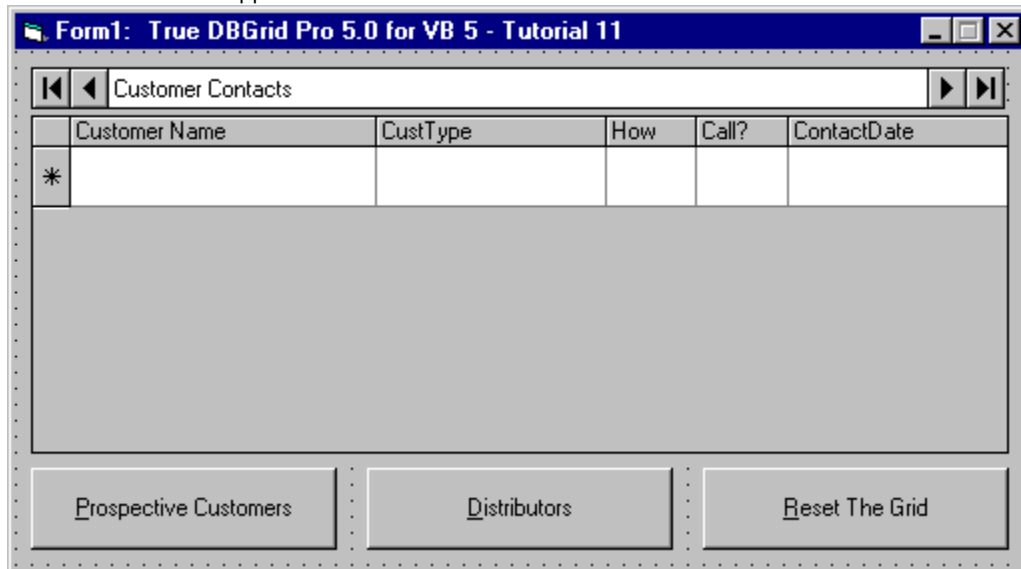 Form1: True DBGrid Pro 5.0 for VB 5 - Tutorial 11
Customer Contacts
Customer Name CustType How Call? ContactDate
Prospective Customers Distributors Reset The Grid